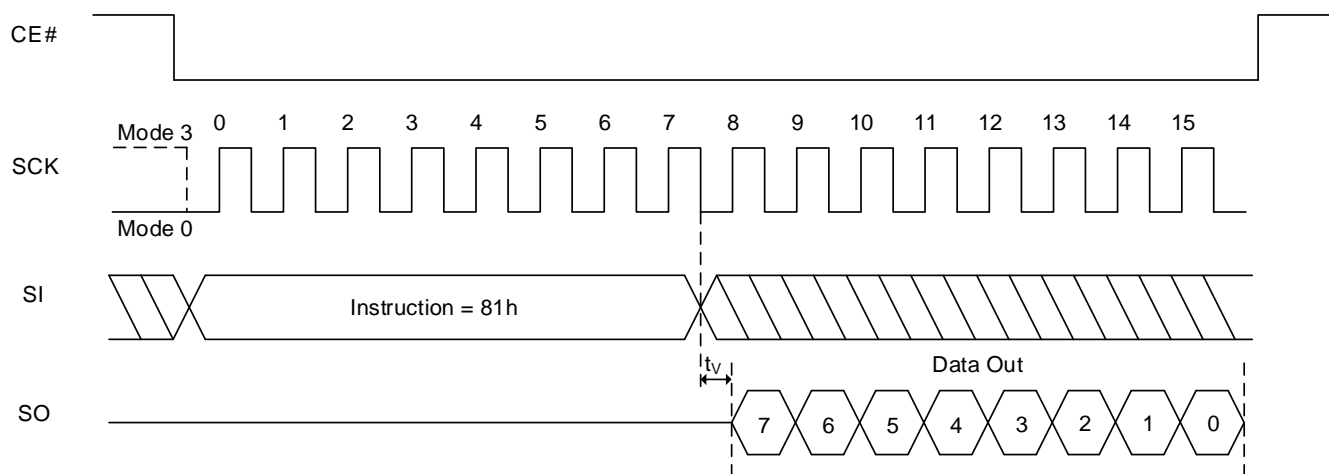 CE#
0 1 2 3 4 5 6 7 8 9 10 11 12 13 14 15
Mode 3
SCK
Mode 0
SI
Instruction = 81h
tV
Data Out
SO
7 6 5 4 3 2 1 0